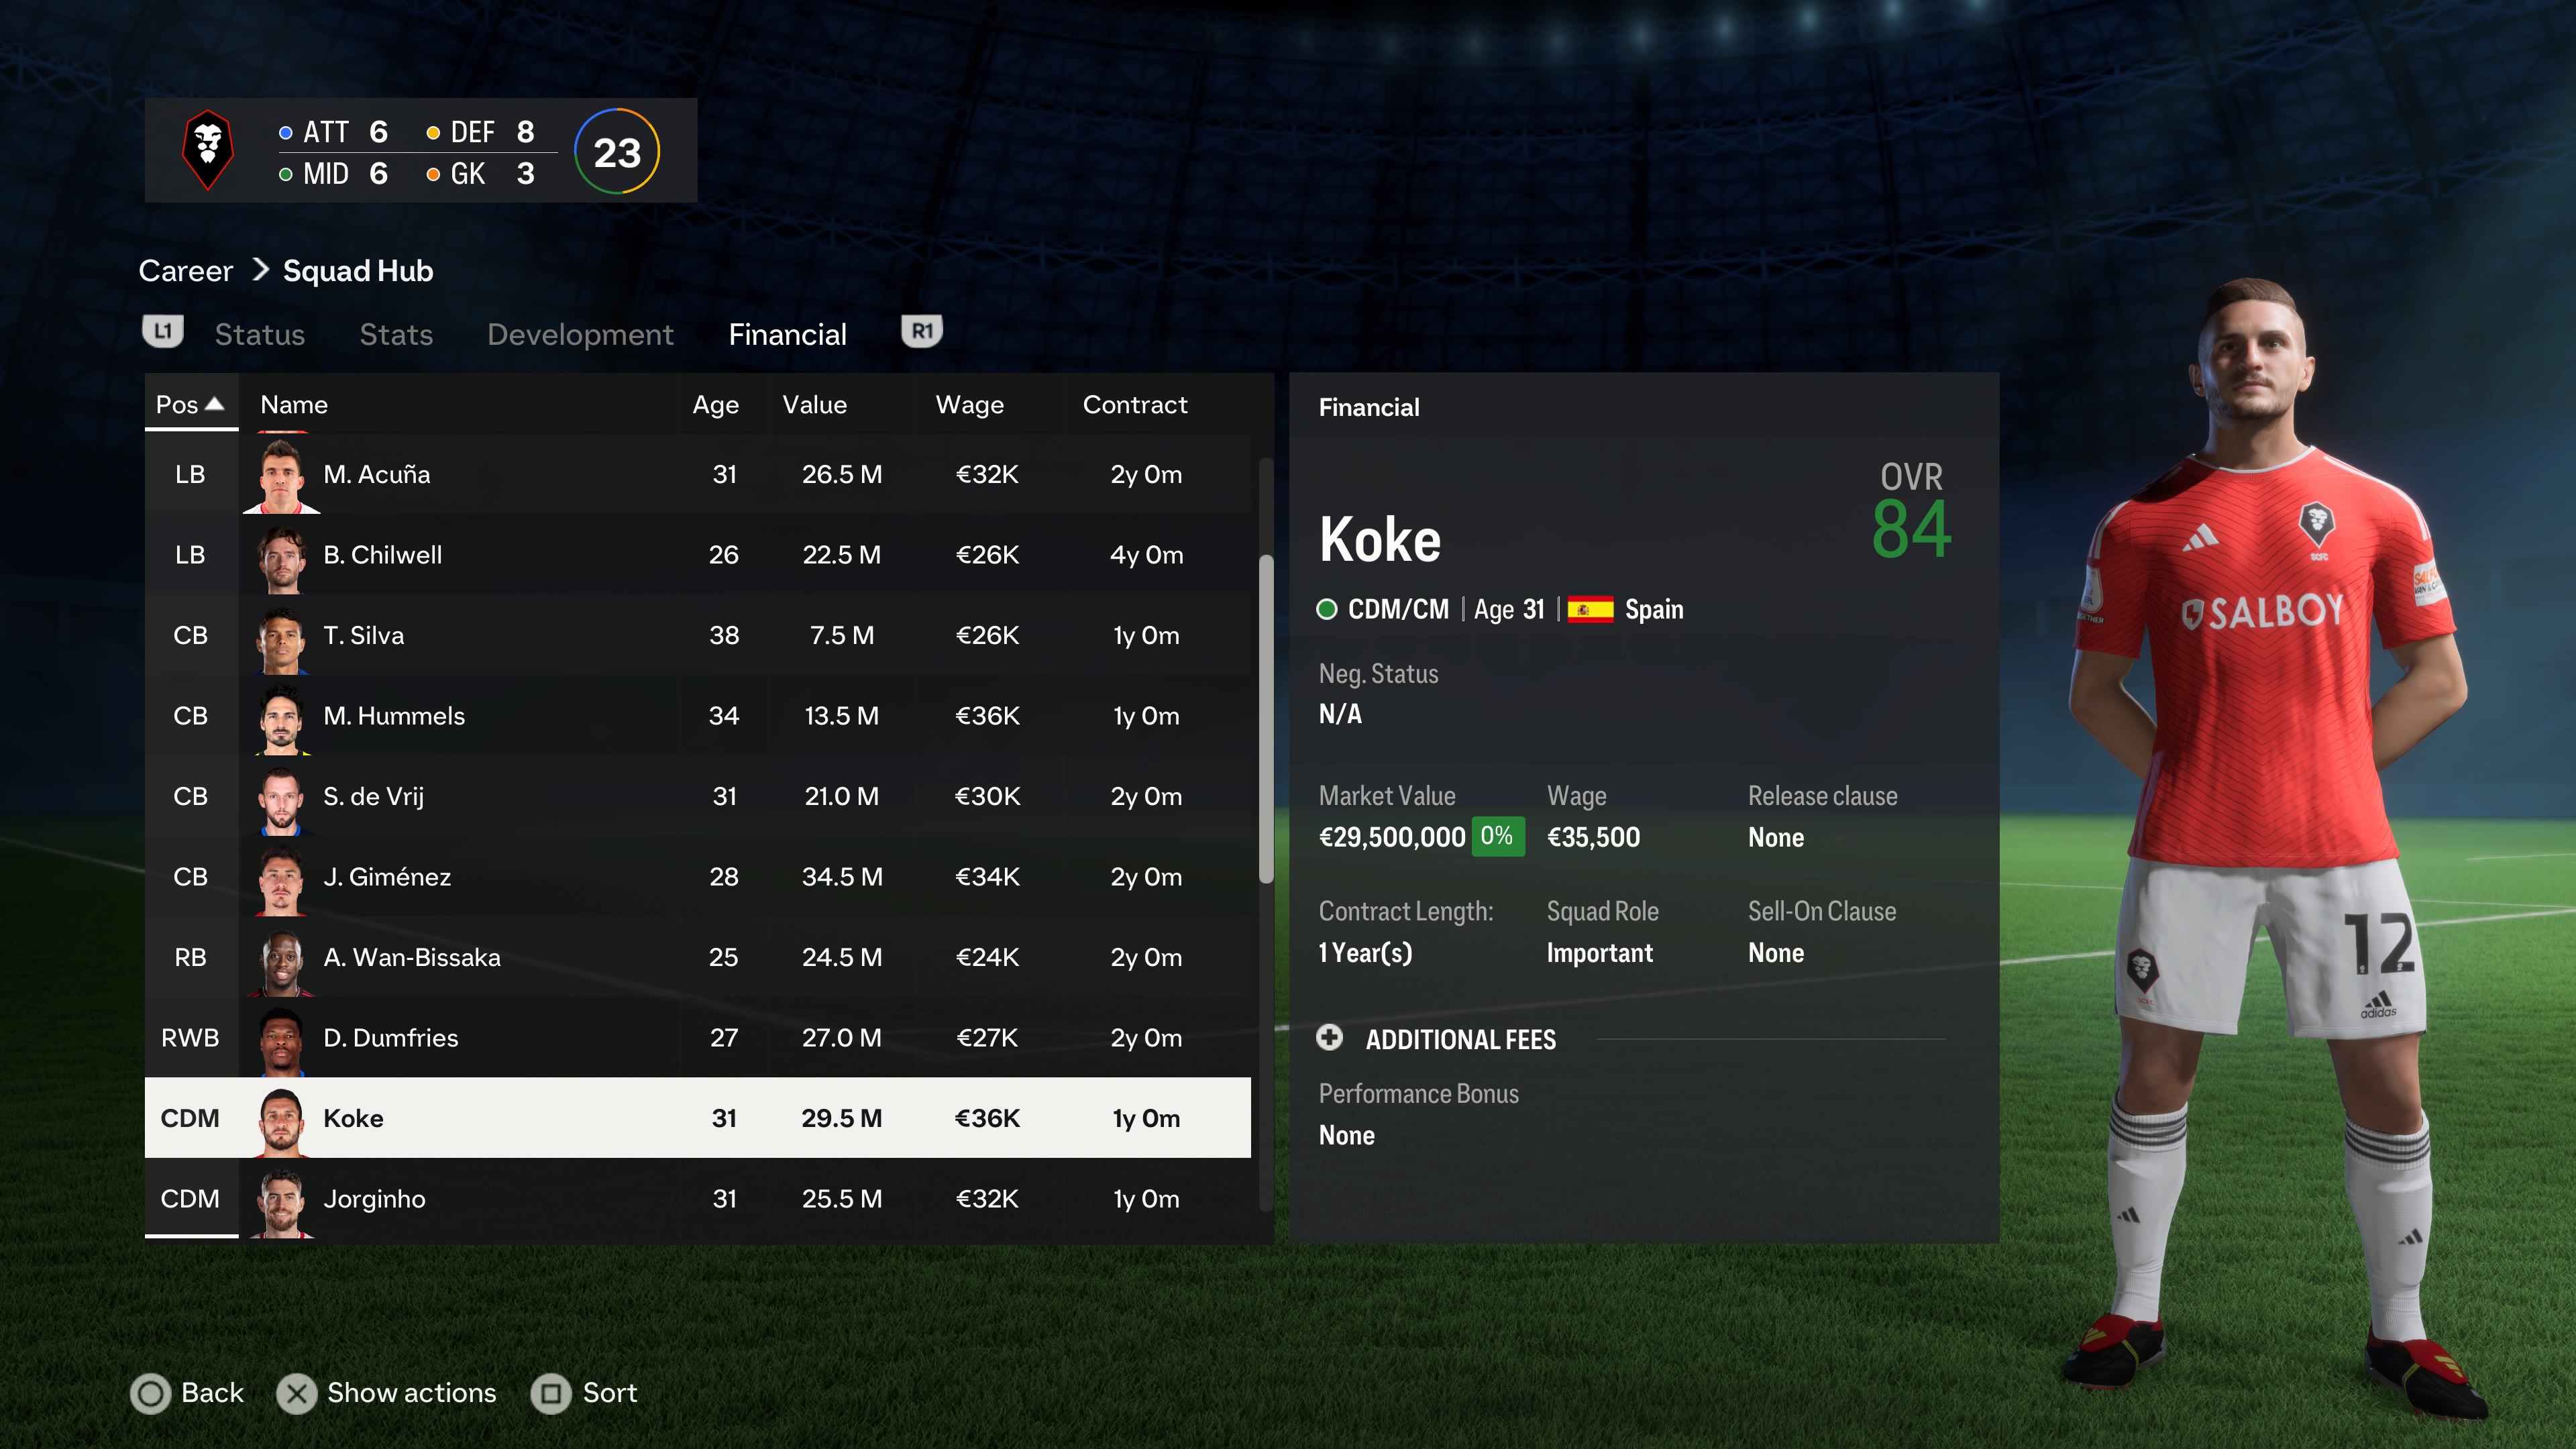 ATT 6 DEF 8
23
MID 6 GK 3
Career > Squad Hub
L1 Status Stats Development Financial R1
Pos Name Age Value Wage Contract
LB M. Acuña 31 26.5 M €32K 2y 0m
LB B. Chilwell 26 22.5 M €26K 4y 0m
CB T. Silva 38 7.5 M €26K 1y 0m
CB M. Hummels 34 13.5 M €36K 1y 0m
CB S. de Vrij 31 21.0 M €30K 2y 0m
CB J. Giménez 28 34.5 M €34K 2y 0m
RB A. Wan-Bissaka 25 24.5 M €24K 2y 0m
RWB D. Dumfries 27 27.0 M €27K 2y 0m
CDM Koke 31 29.5 M €36K 1y 0m
CDM Jorginho 31 25.5 M €32K 1y 0m
Financial
OVR
84
Koke
CDM/CM | Age 31 | Spain
Neg. Status
N/A
Market Value Wage Release clause
€29,500,000 0% €35,500 None
Contract Length: Squad Role Sell-On Clause
1 Year(s) Important None
ADDITIONAL FEES
Performance Bonus
None
SCFC
SALBOY
12
adidas
Back Show actions Sort